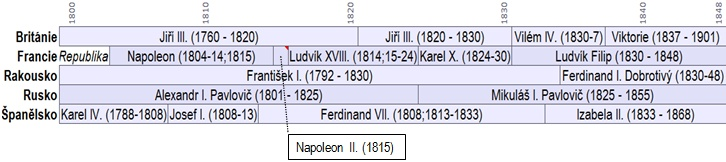 1800 1810 1820 1830 1840 1848
Británie Jiří III. (1760 - 1820) Jiří III. (1820 - 1830) Vilém IV. (1830-7) Viktorie (1837 - 1901)
Francie Republika Napoleon (1804-14;1815) Ludvík XVIII. (1814;15-24) Karel X. (1824-30) Ludvík Filip (1830 - 1848)
Rakousko František I. (1792 - 1830) Ferdinand I. Dobrotivý (1830-48)
Rusko Alexandr I. Pavlovič (1801 - 1825) Mikuláš I. Pavlovič (1825 - 1855)
Španělsko Karel IV. (1788-1808) Josef I. (1808-13) Ferdinand VII. (1808;1813-1833) Izabela II. (1833 - 1868)
Napoleon II. (1815)